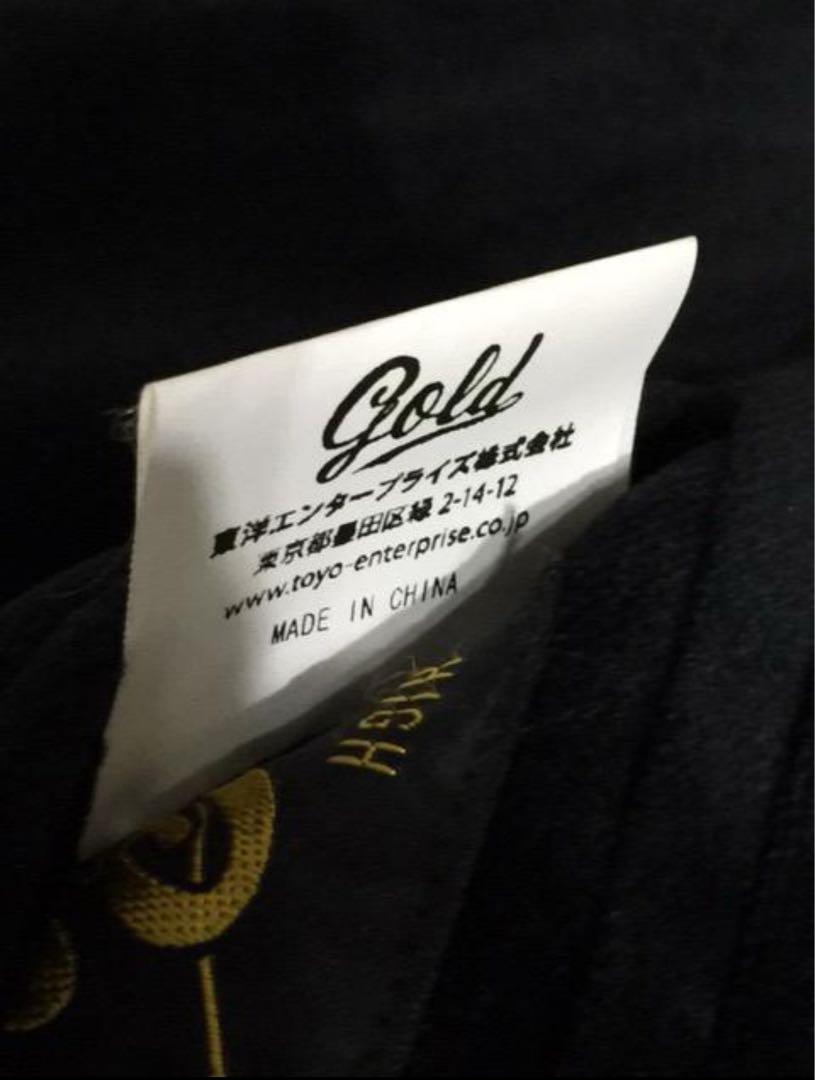 Gold
東洋エンタープライズ株式会社
東京都墨田区緑 2-14-12
www.toyo-enterprise.co.jp
MADE IN CHINA